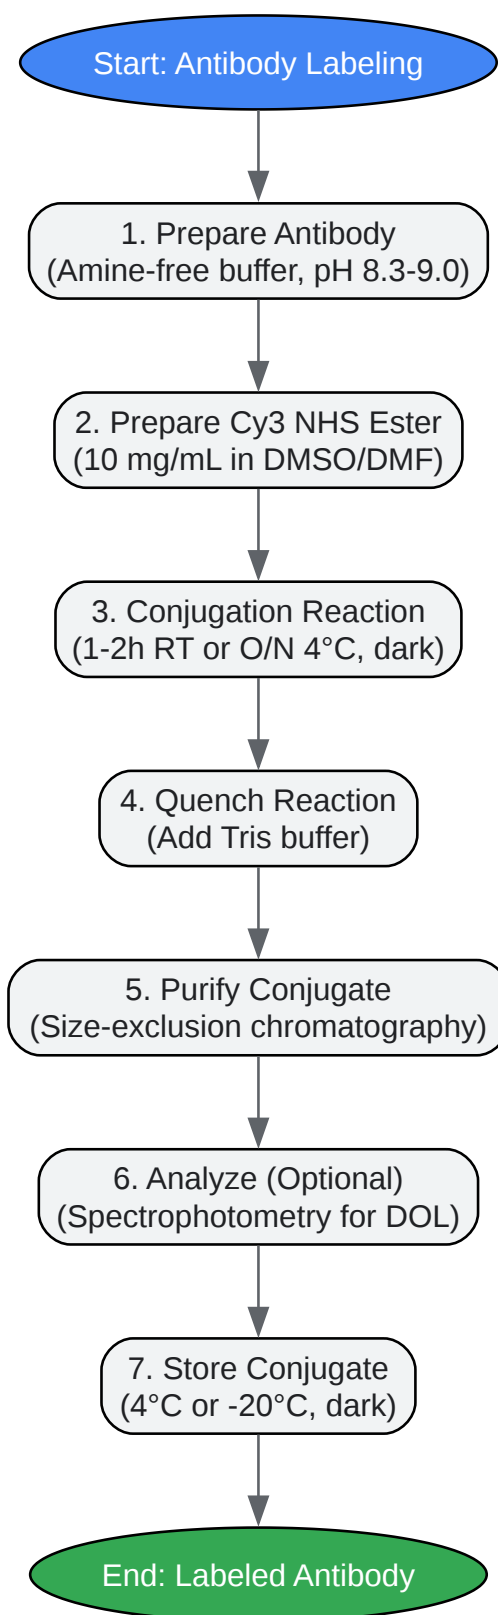 Start: Antibody Labeling
1. Prepare Antibody
(Amine-free buffer, pH 8.3-9.0)
2. Prepare Cy3 NHS Ester
(10 mg/mL in DMSO/DMF)
3. Conjugation Reaction
(1-2h RT or O/N 4°C, dark)
4. Quench Reaction
(Add Tris buffer)
5. Purify Conjugate
(Size-exclusion chromatography)
6. Analyze (Optional)
(Spectrophotometry for DOL)
7. Store Conjugate
(4°C or -20°C, dark)
End: Labeled Antibody